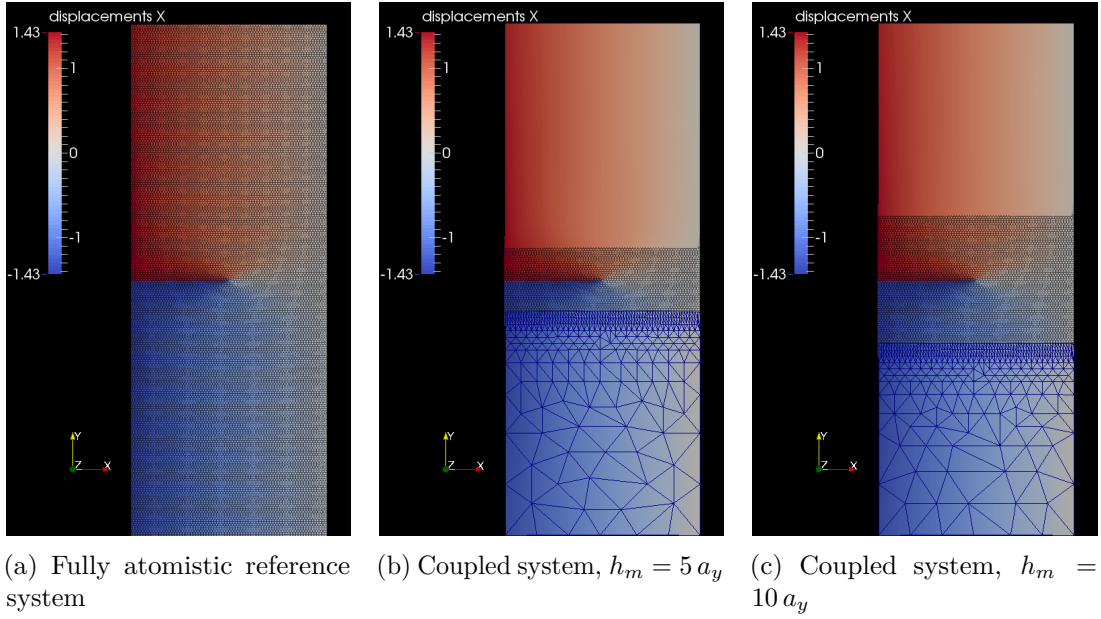 displacements X
1.43
1
0
-1
-1.43
Y
Z
X
(a) Fully atomistic reference
system
displacements X
1.43
1
0
-1
-1.43
Y
Z
X
(b) Coupled system, h_m = 5 a_y
displacements X
1.43
1
0
-1
-1.43
Y
Z
X
(c) Coupled system, h_m =
10 a_y